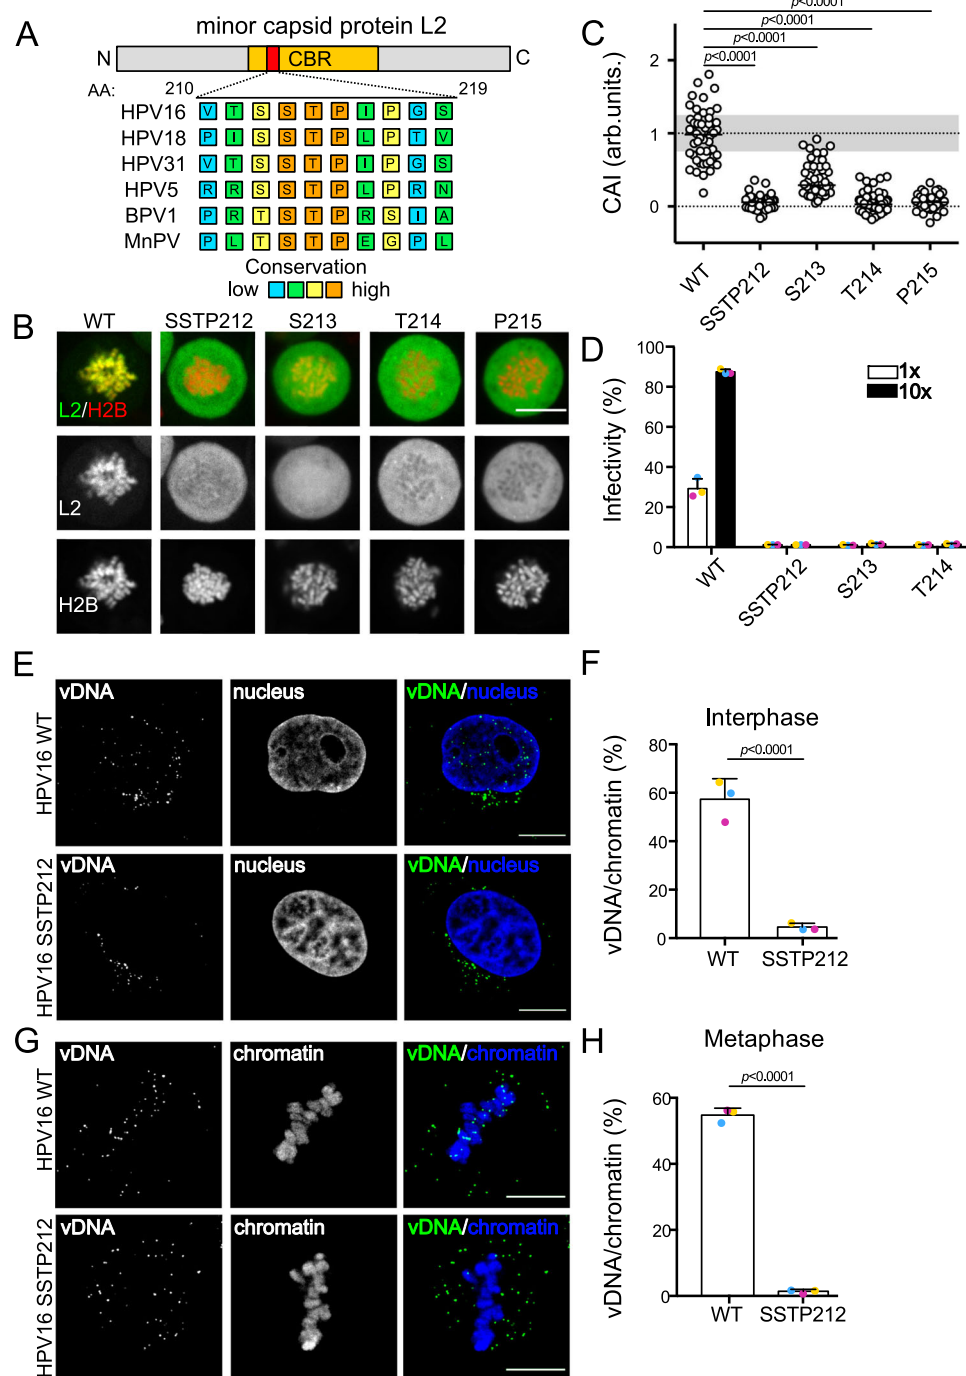 A
minor capsid protein L2
N
CBR
C
AA:
210
219
HPV16 V T S S T P I P G S
HPV18 P I S S T P L P T V
HPV31 V T S S T P I P G S
HPV5 R R S S T P L P R N
BPV1 P R T S T P R S I A
MnPV P L T S T P E G P L
Conservation
low
high
B
WT SSTP212 S213 T214 P215
L2/H2B
L2
H2B
C
p<0.0001
p<0.0001
p<0.0001
p<0.0001
CAI (arb.units.)
2
1
0
WT
SSTP212
S213
T214
P215
D
Infectivity (%)
100
80
60
40
20
0
1x
10x
WT
SSTP212
S213
T214
E
HPV16 WT
vDNA
nucleus
vDNA/nucleus
HPV16 SSTP212
vDNA
nucleus
vDNA/nucleus
F
Interphase
p<0.0001
vDNA/chromatin (%)
80
60
40
20
0
WT
SSTP212
G
HPV16 WT
vDNA
chromatin
vDNA/chromatin
HPV16 SSTP212
vDNA
chromatin
vDNA/chromatin
H
Metaphase
p<0.0001
vDNA/chromatin (%)
60
40
20
0
WT
SSTP212